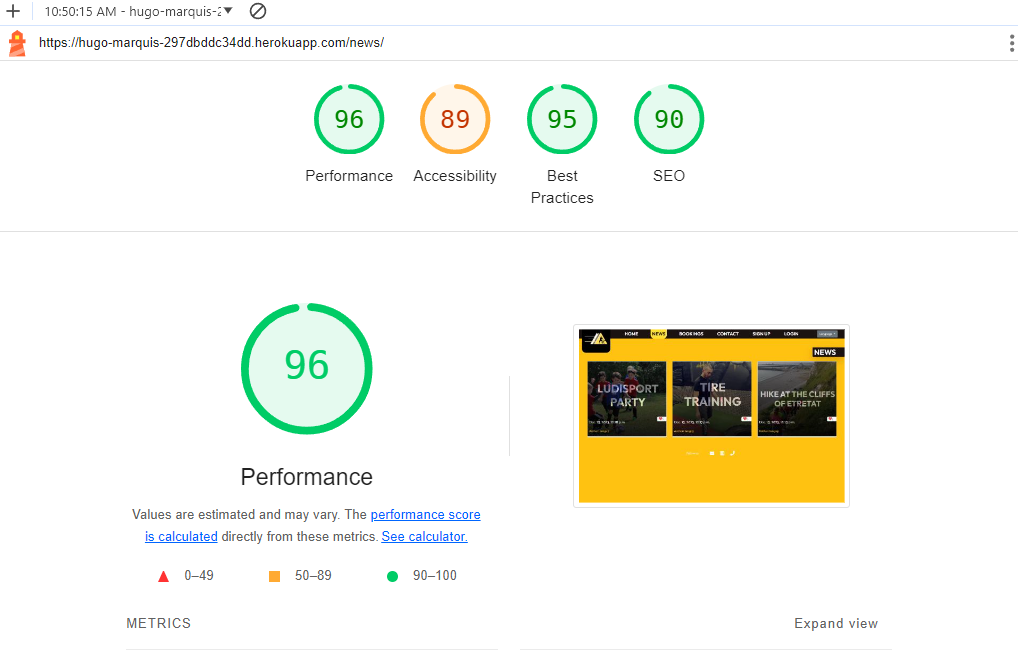 10:50:15 AM - hugo-marquis-2
https://hugo-marquis-297dbddc34dd.herokuapp.com/news/
96
89
95
90
Performance
Accessibility
Best
Practices
SEO
96
Performance
Values are estimated and may vary. The performance score
is calculated directly from these metrics. See calculator.
0–49
50–89
90–100
HOME
NEWS
BOOKINGS
CONTACT
SIGN UP
LOGIN
NEWS
LUDISPORT
PARTY
TIRE
TRAINING
HIKE AT THE CLIFFS
OF ETRETAT
METRICS
Expand view